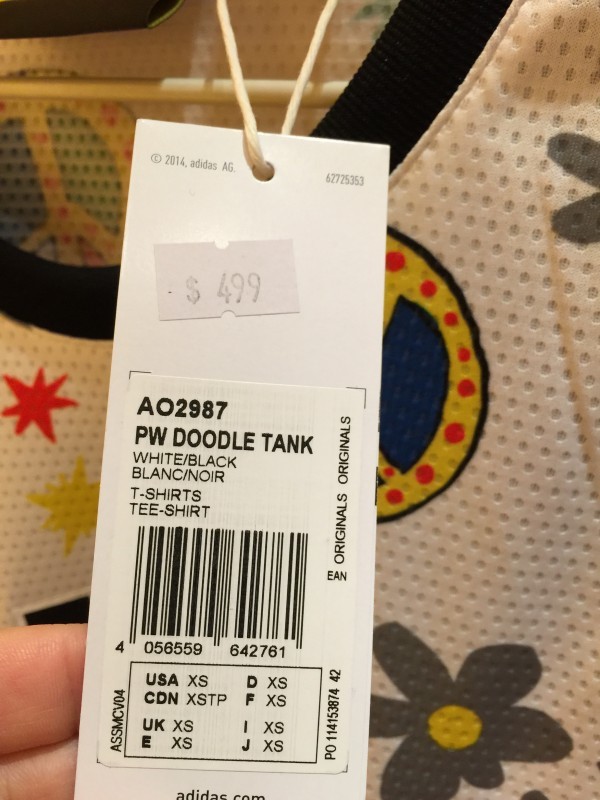 © 2014, adidas AG.
62725353
$ 499
AO2987
PW DOODLE TANK
WHITE/BLACK
BLANC/NOIR
T-SHIRTS
TEE-SHIRT
EAN ORIGINALS ORIGINALS
4 056559 642761
ASSMCV04
USA XS D XS
CDN XSTP F XS
UK XS I XS
E XS J XS
PO 114153874 42
adidas.com